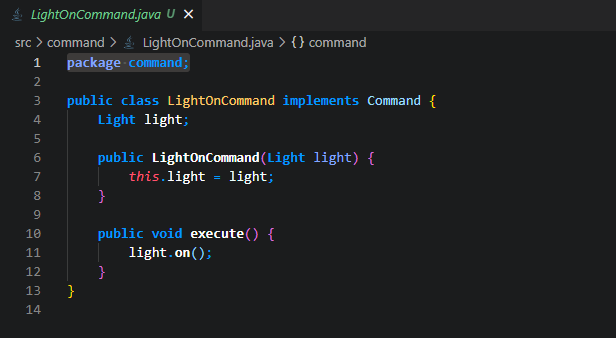 LightOnCommand.java U
src > command > LightOnCommand.java > {} command
1 package command;
2
3 public class LightOnCommand implements Command {
4     Light light;
5
6     public LightOnCommand(Light light) {
7         this.light = light;
8     }
9
10     public void execute() {
11         light.on();
12     }
13 }
14